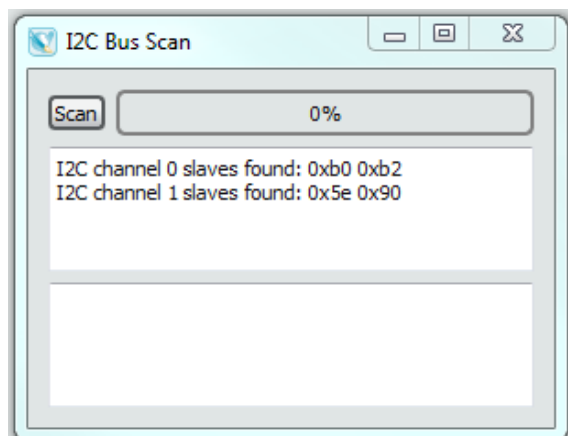 I2C Bus Scan
Scan
0%
I2C channel 0 slaves found: 0xb0 0xb2
I2C channel 1 slaves found: 0x5e 0x90